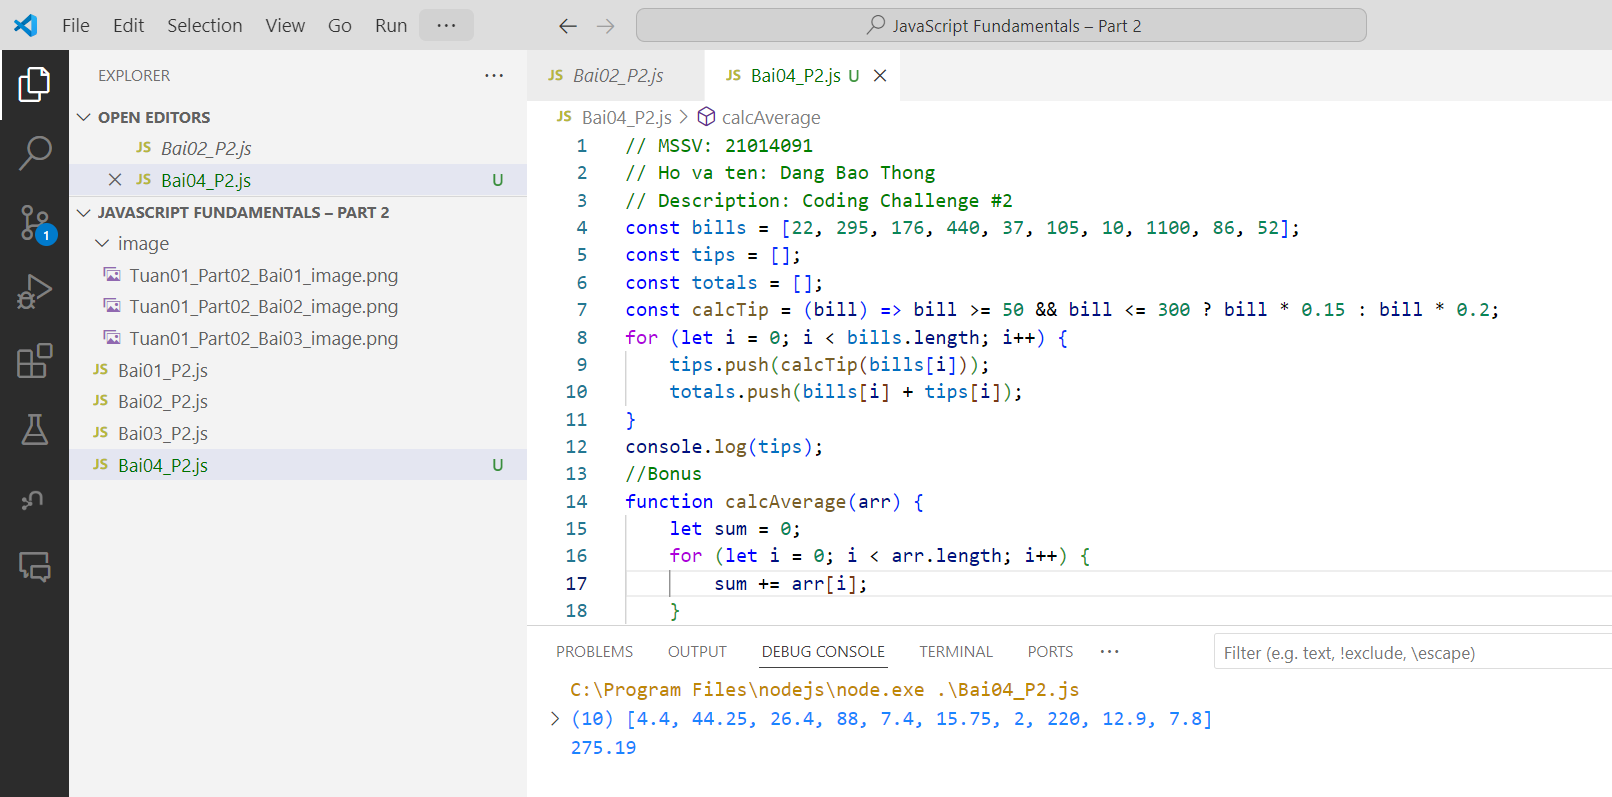 File Edit Selection View Go Run ···
JavaScript Fundamentals – Part 2
EXPLORER ···
OPEN EDITORS
JS Bai02_P2.js
JS Bai04_P2.js U
JAVASCRIPT FUNDAMENTALS – PART 2
image
Tuan01_Part02_Bai01_image.png
Tuan01_Part02_Bai02_image.png
Tuan01_Part02_Bai03_image.png
JS Bai01_P2.js
JS Bai02_P2.js
JS Bai03_P2.js
JS Bai04_P2.js U
1
JS Bai02_P2.js JS Bai04_P2.js U
JS Bai04_P2.js > calcAverage
1 // MSSV: 21014091
2 // Ho va ten: Dang Bao Thong
3 // Description: Coding Challenge #2
4 const bills = [22, 295, 176, 440, 37, 105, 10, 1100, 86, 52];
5 const tips = [];
6 const totals = [];
7 const calcTip = (bill) => bill >= 50 && bill <= 300 ? bill * 0.15 : bill * 0.2;
8 for (let i = 0; i < bills.length; i++) {
9 tips.push(calcTip(bills[i]));
10 totals.push(bills[i] + tips[i]);
11 }
12 console.log(tips);
13 //Bonus
14 function calcAverage(arr) {
15 let sum = 0;
16 for (let i = 0; i < arr.length; i++) {
17 sum += arr[i];
18 }
PROBLEMS OUTPUT DEBUG CONSOLE TERMINAL PORTS ··· Filter (e.g. text, !exclude, \escape)
C:\Program Files\nodejs\node.exe .\Bai04_P2.js
> (10) [4.4, 44.25, 26.4, 88, 7.4, 15.75, 2, 220, 12.9, 7.8]
275.19